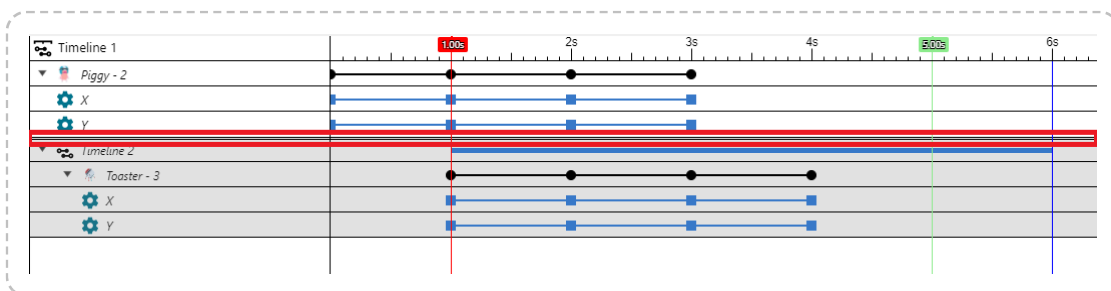 Timeline 1 1.00s 2s 3s 4s 5.00s 6s
Piggy - 2
X
Y
Timeline 2
Toaster - 3
X
Y